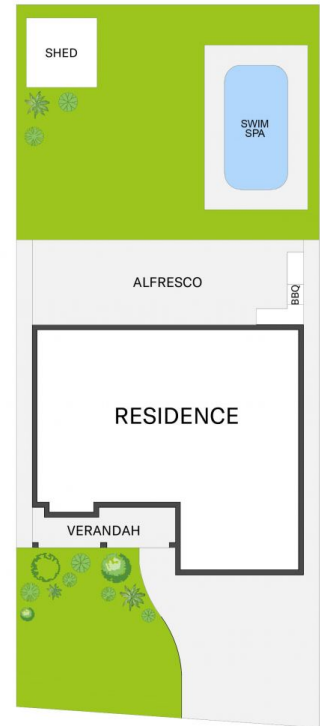 SHED
SWIM
SPA
ALFRESCO
BBQ
RESIDENCE
VERANDAH